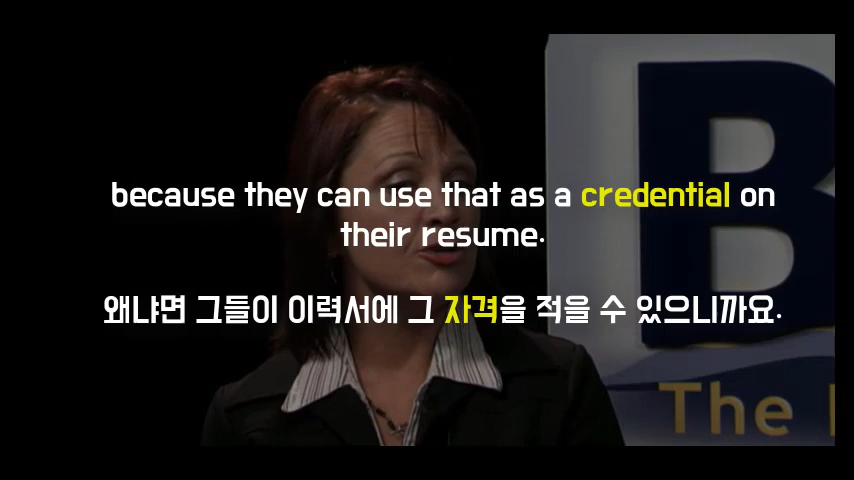 because they can use that as a credential on
their resume.
왜냐면 그들이 이력서에 그 자격을 적을 수 있으니까요.
B
The